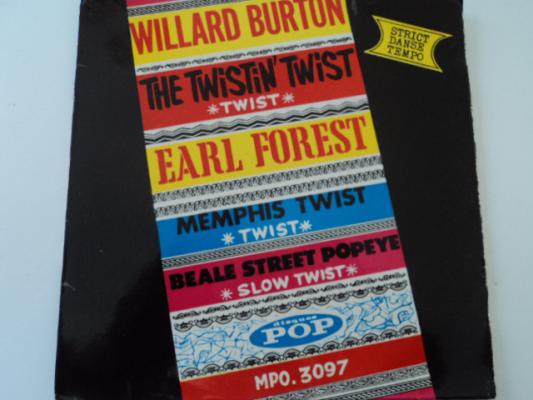 WILLARD BURTON
THE TWiSTiN' TWiST
*TWIST*
EARL FOREST
MEMPHIS TWIST
*TWIST*
BEALE STREET POPEYE
*SLOW TWIST*
disques
POP
MPO. 3097
STRICT
DANSE
TEMPO